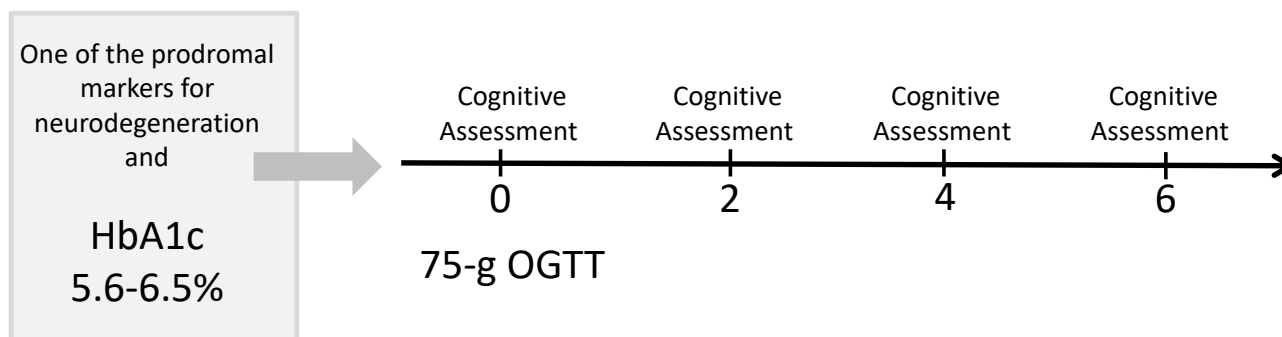 One of the prodromal
markers for
neurodegeneration
and
HbA1c
5.6-6.5%
Cognitive
Assessment
Cognitive
Assessment
Cognitive
Assessment
Cognitive
Assessment
0
2
4
6
75-g OGTT